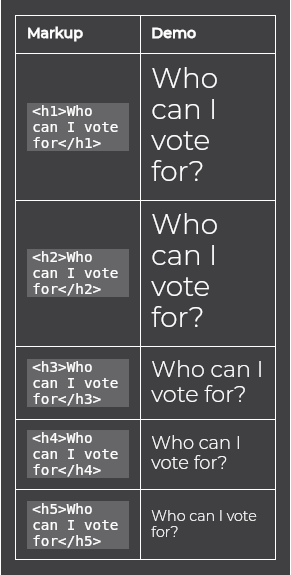 Markup Demo
<h1>Who
can I vote
for</h1>
Who
can I
vote
for?
<h2>Who
can I vote
for</h2>
Who
can I
vote
for?
<h3>Who
can I vote
for</h3>
Who can I
vote for?
<h4>Who
can I vote
for</h4>
Who can I
vote for?
<h5>Who
can I vote
for</h5>
Who can I vote
for?